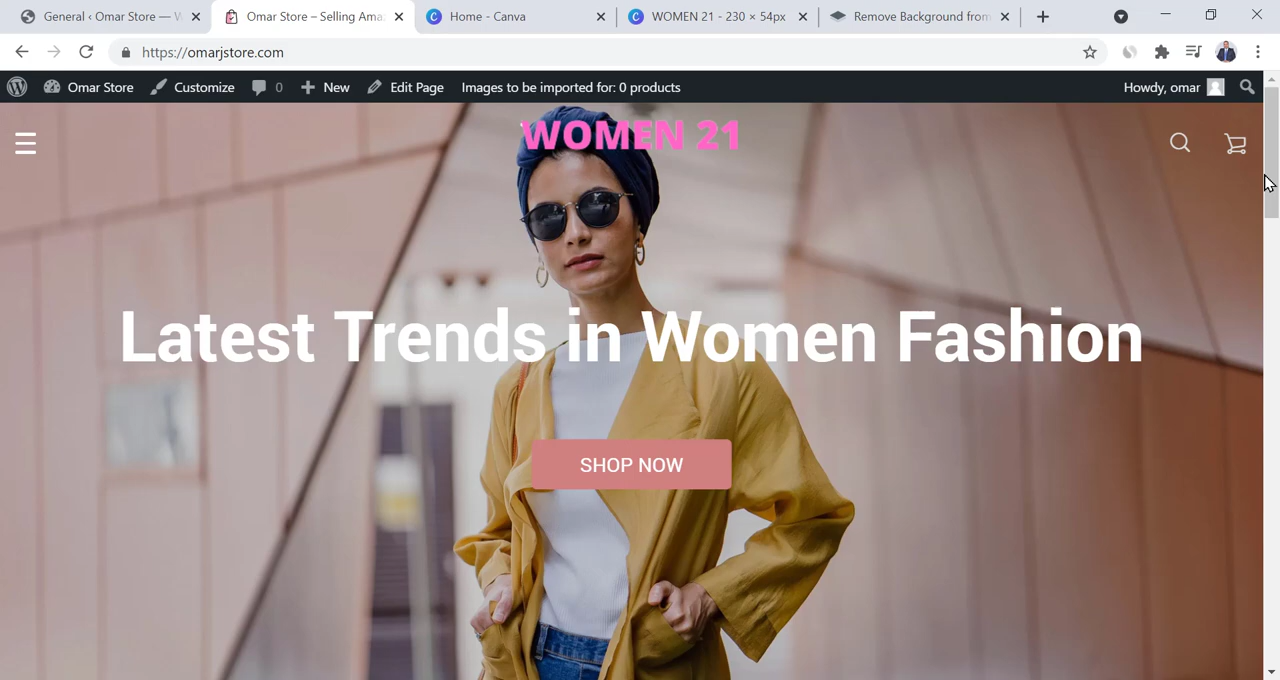 General ‹ Omar Store — W
Omar Store – Selling Ama
Home - Canva
WOMEN 21 - 230 × 54px
Remove Background from
https://omarjstore.com
Omar Store
Customize
0
New
Edit Page
Images to be imported for: 0 products
Howdy, omar
WOMEN 21
Latest Trends in Women Fashion
SHOP NOW